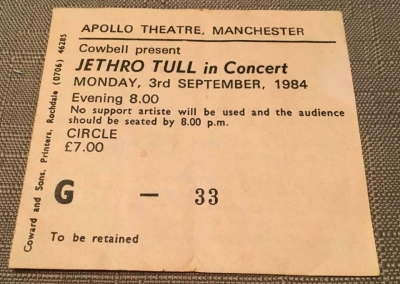 APOLLO THEATRE, MANCHESTER
Cowbell present
JETHRO TULL in Concert
MONDAY, 3rd SEPTEMBER, 1984
Evening 8.00
No support artiste will be used and the audience
should be seated by 8.00 p.m.
CIRCLE
£7.00
G - 33
To be retained
Coward and Sons, Printers, Rochdale (0706) 46285